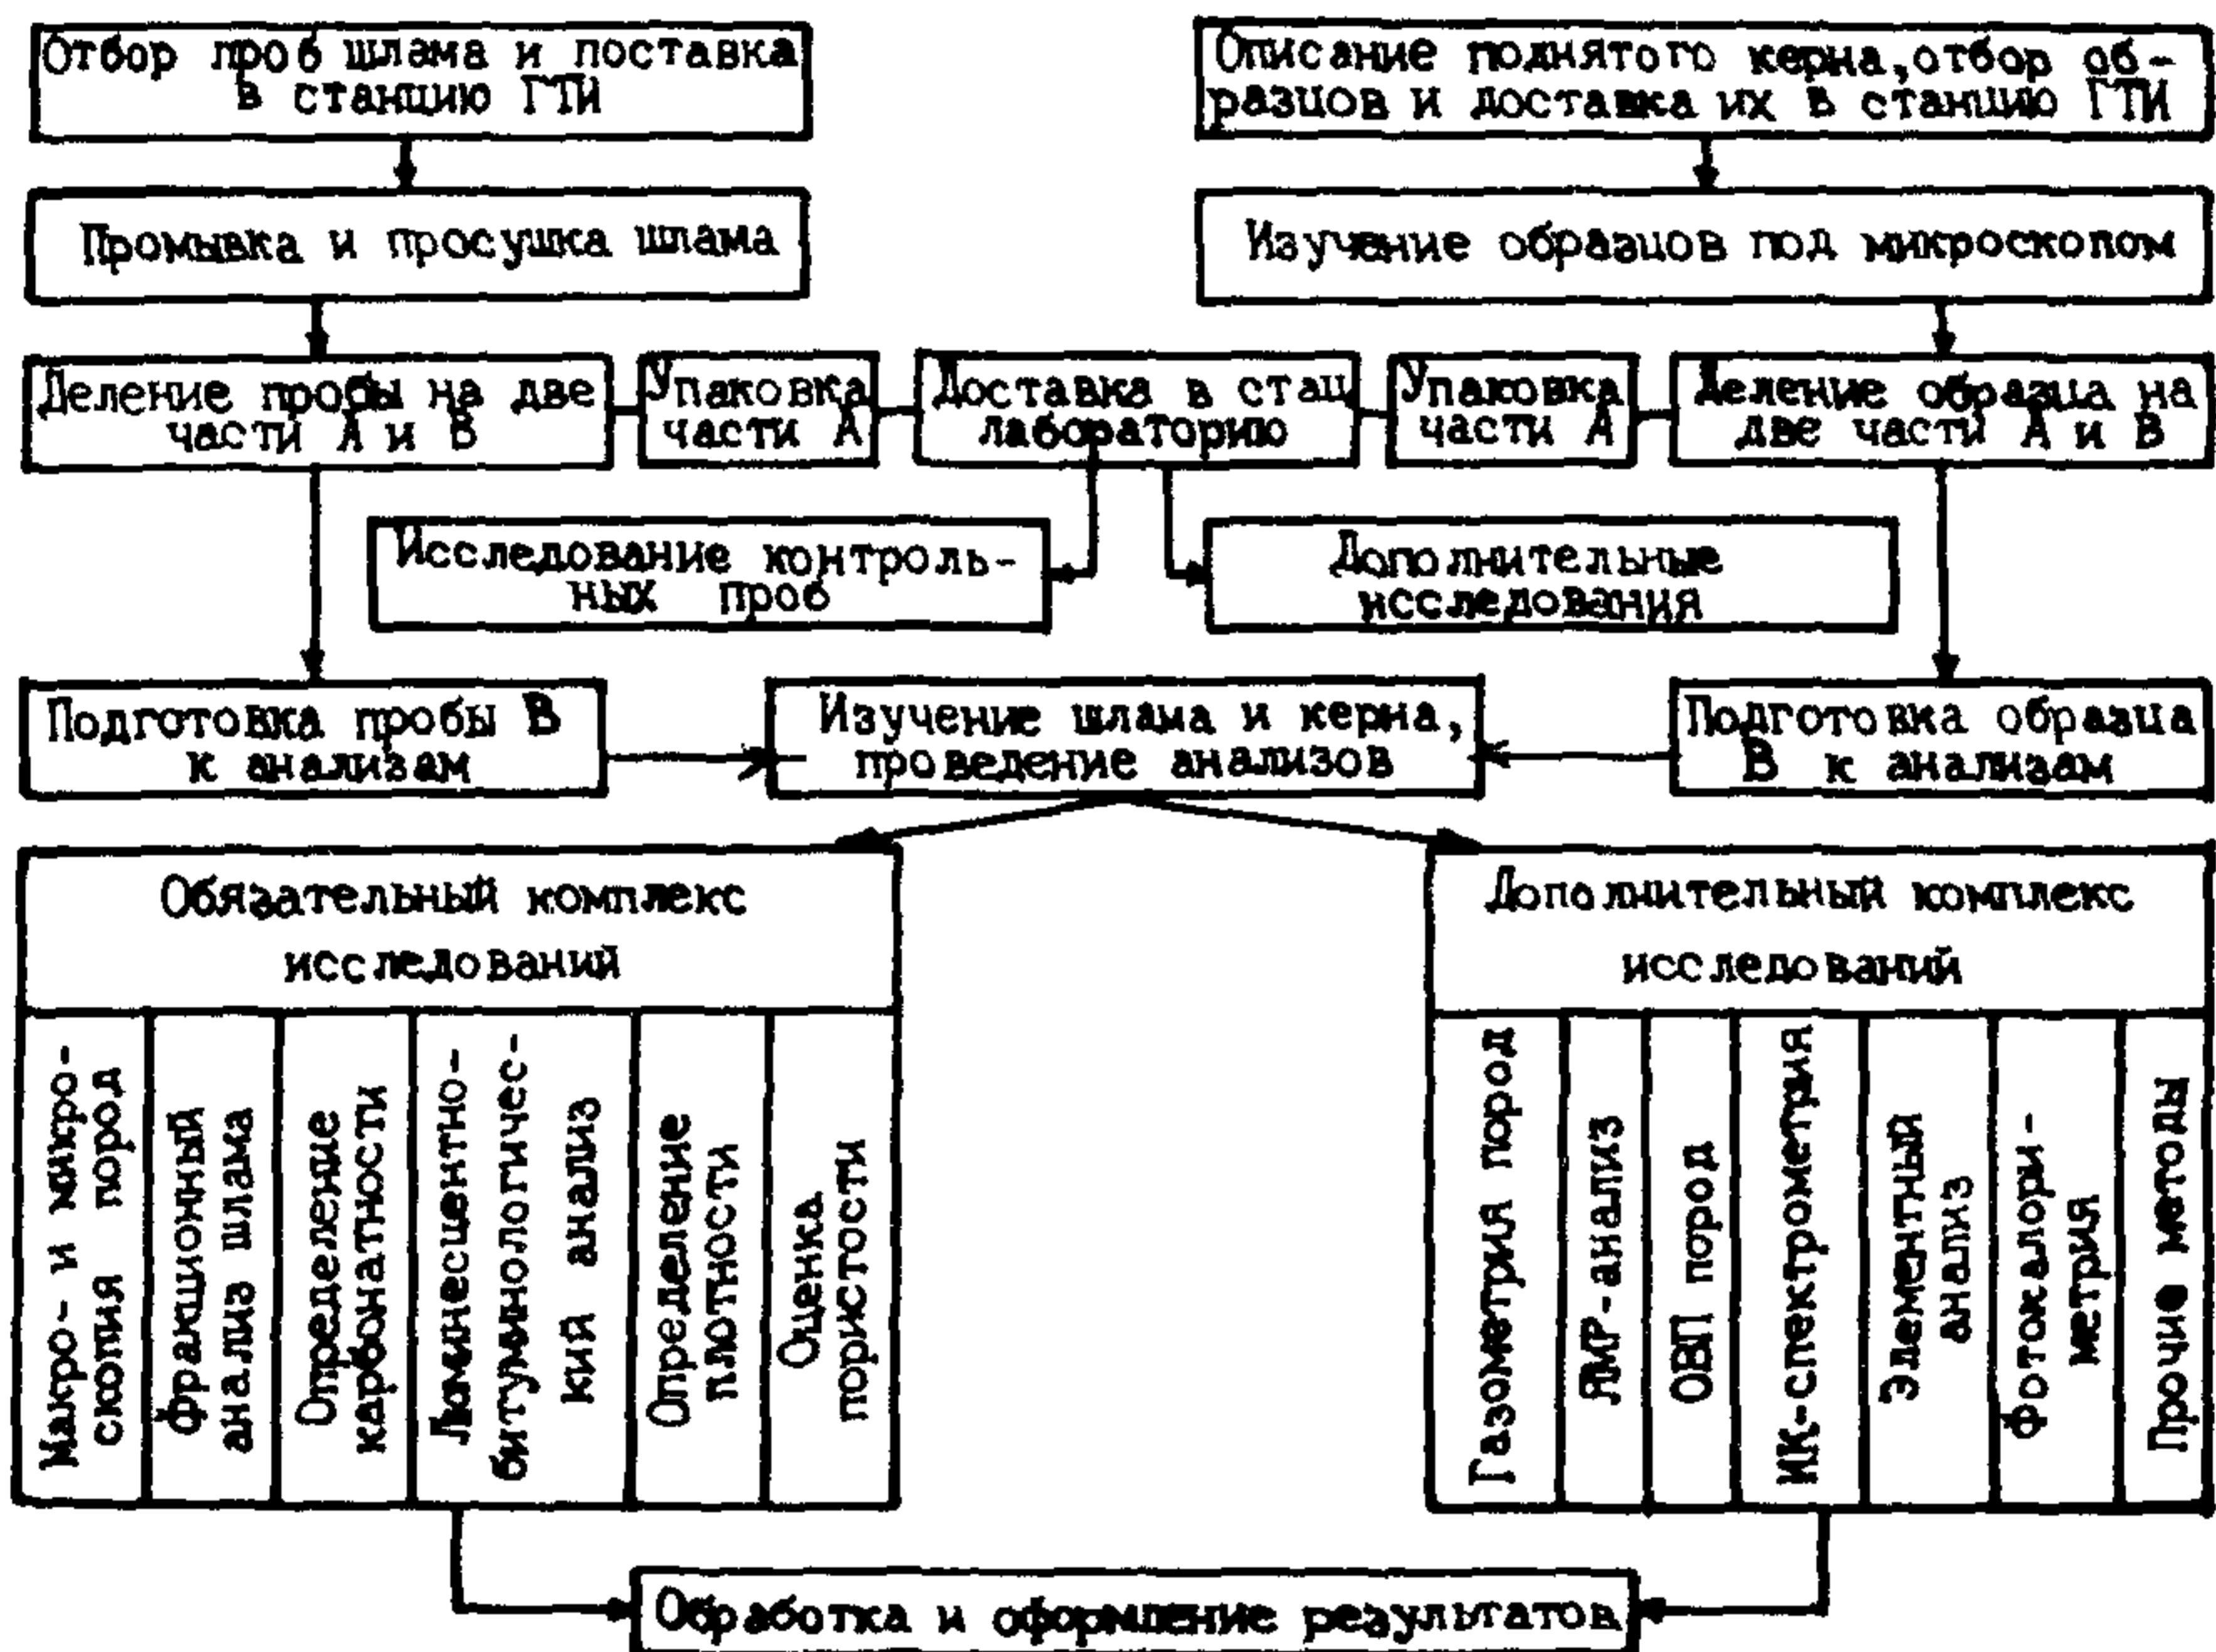 Отбор проб шлама и поставка
в станцию ГТИ
Описание поднятого керна, отбор об-
разцов и доставка их в станцию ГТИ
Промывка и просушка шлама
Изучение образцов под микроскопом
Деление пробы на две
части А и В
Упаковка
части А
Доставка в стац.
лабораторию
Упаковка
части А
Деление образца на
две части А и В
Исследование контроль-
ных проб
Дополнительные
исследования
Подготовка пробы В
к анализам
Изучение шлама и керна,
проведение анализов
Подготовка образца
В к анализам
Обязательный комплекс
исследований
Дополнительный комплекс
исследований
Макро- и микро-
скопия пород
Фракционный
анализ шлама
Определение
карбонатности
Люминесцентно-
битуминологичес-
кий анализ
Определение
плотности
Оценка
пористости
Газометрия пород
ЯМР-анализ
ОВП пород
ИК-спектрометрия
Элементный
анализ
Фотокалори-
метрия
Прочие методы
Обработка и оформление результатов